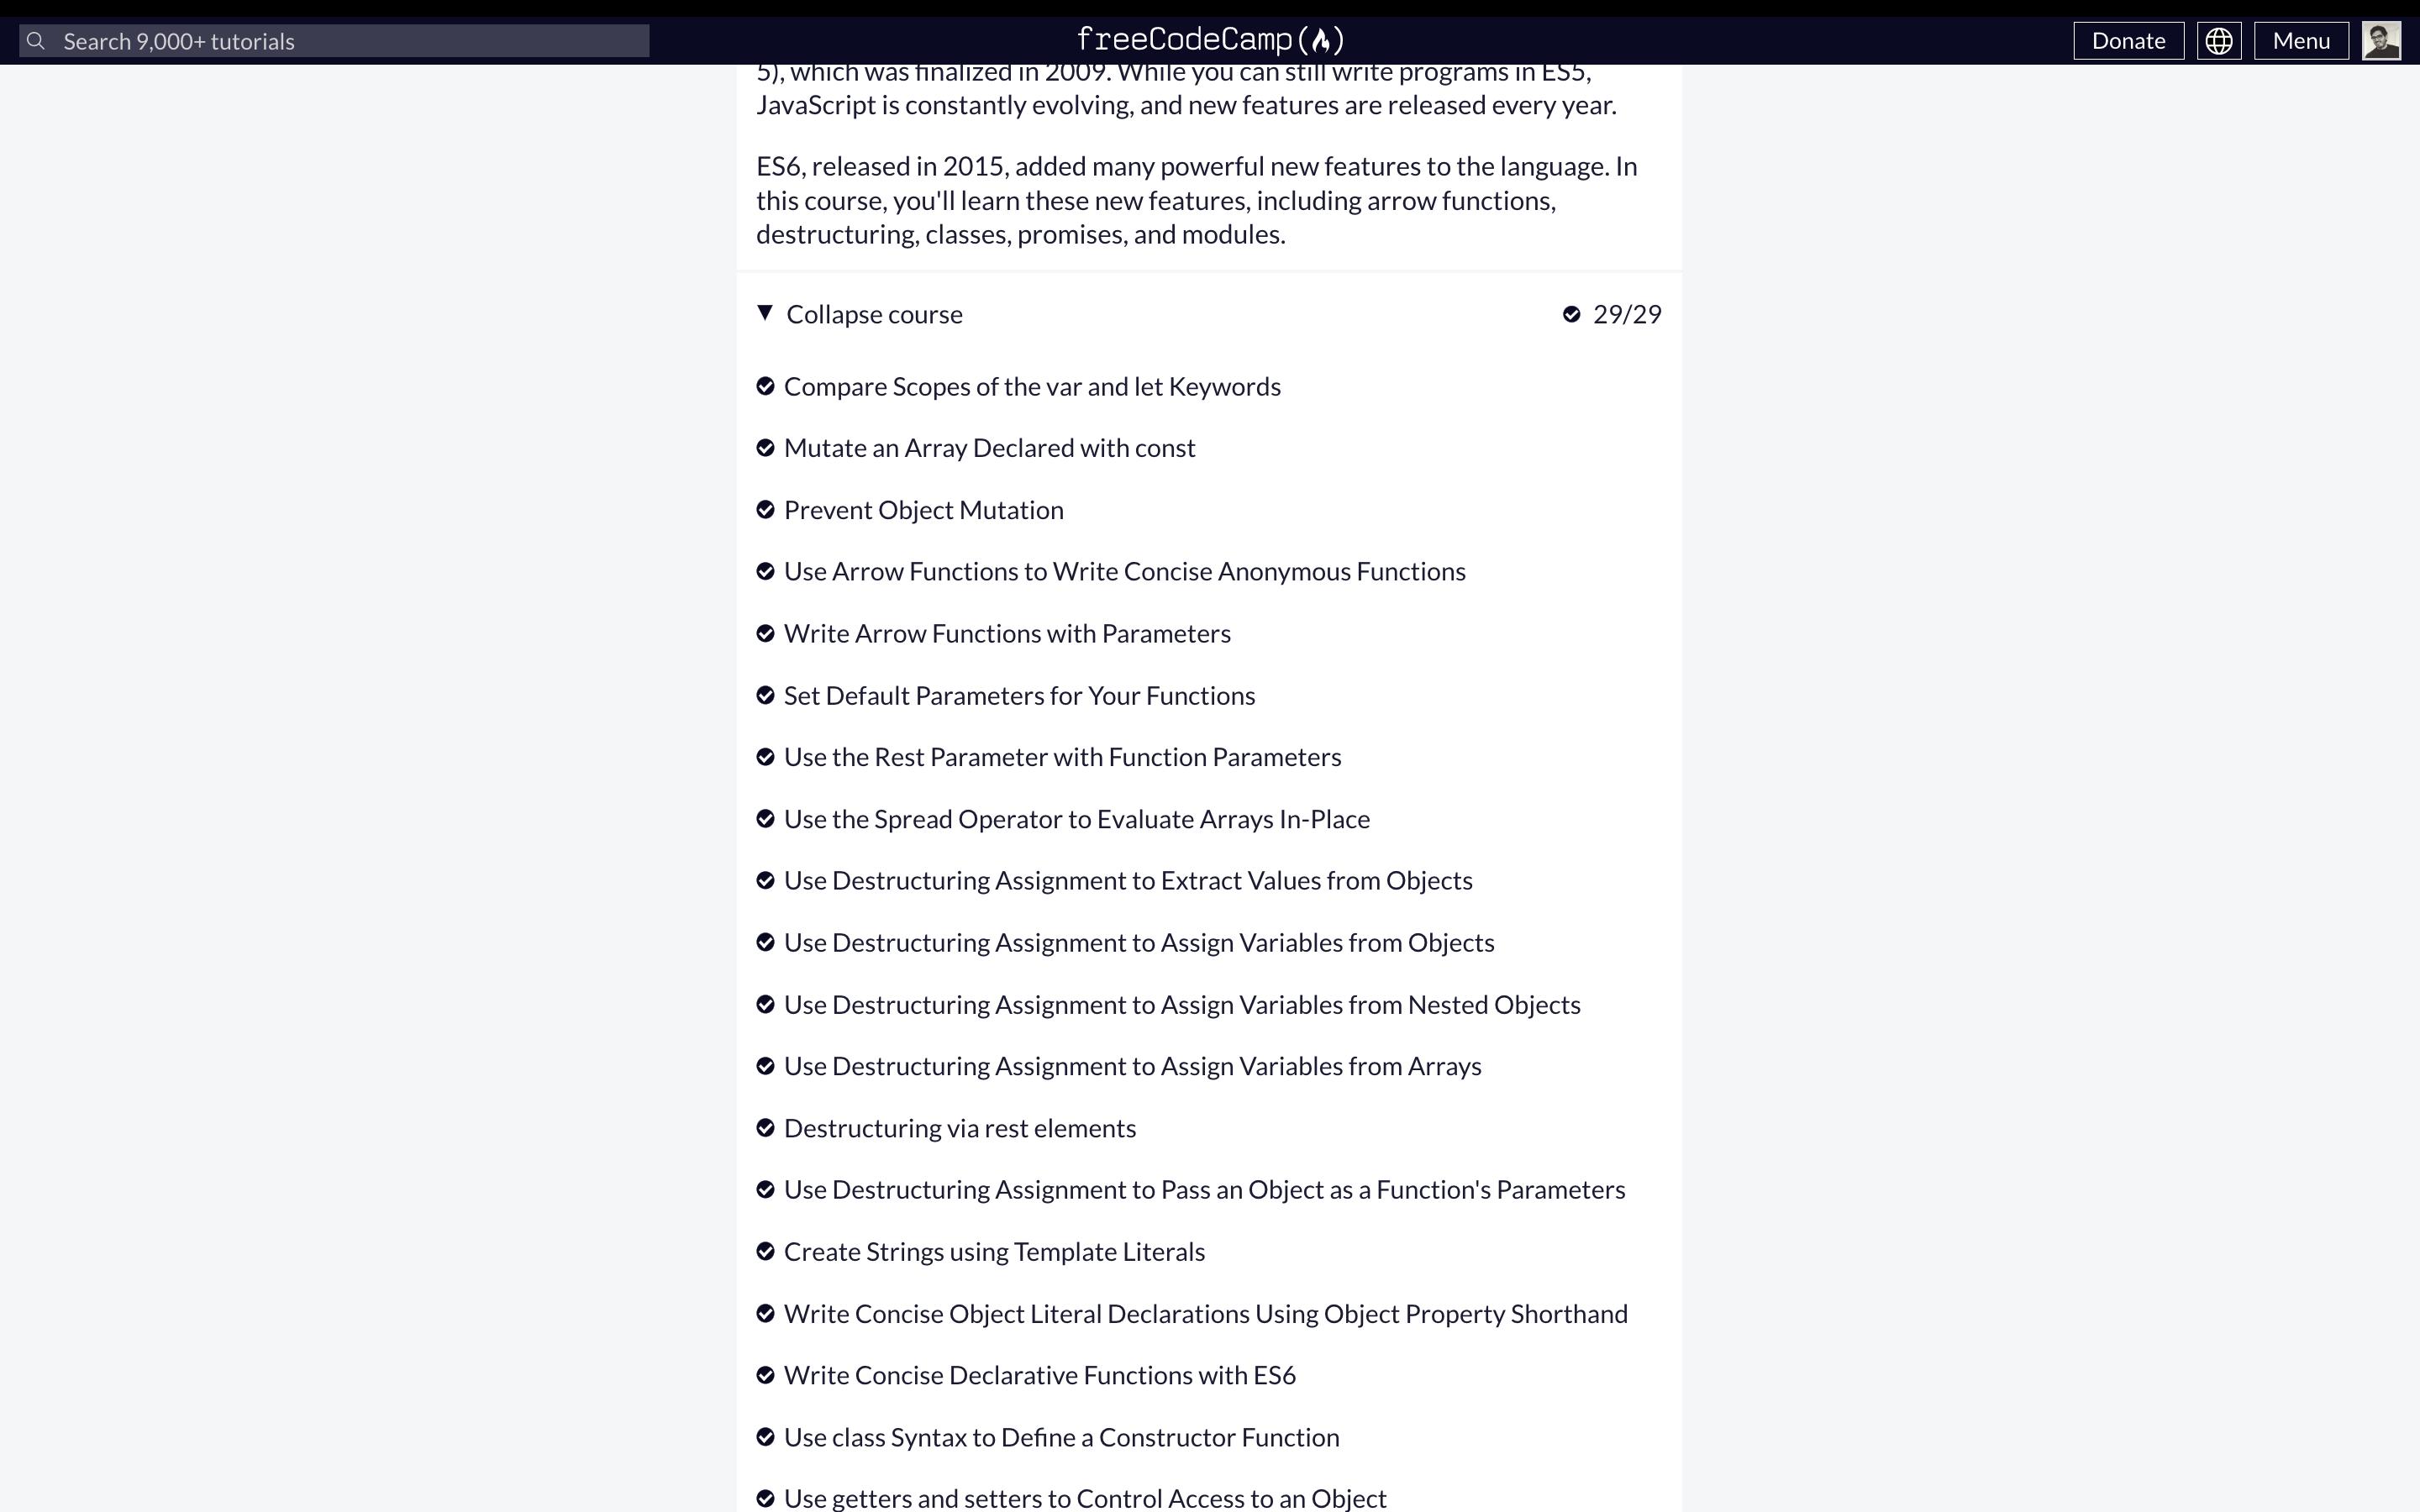 Search 9,000+ tutorials
freeCodeCamp
Donate
Menu
5), which was finalized in 2009. While you can still write programs in ES5,
JavaScript is constantly evolving, and new features are released every year.
ES6, released in 2015, added many powerful new features to the language. In
this course, you'll learn these new features, including arrow functions,
destructuring, classes, promises, and modules.
Collapse course
29/29
Compare Scopes of the var and let Keywords
Mutate an Array Declared with const
Prevent Object Mutation
Use Arrow Functions to Write Concise Anonymous Functions
Write Arrow Functions with Parameters
Set Default Parameters for Your Functions
Use the Rest Parameter with Function Parameters
Use the Spread Operator to Evaluate Arrays In-Place
Use Destructuring Assignment to Extract Values from Objects
Use Destructuring Assignment to Assign Variables from Objects
Use Destructuring Assignment to Assign Variables from Nested Objects
Use Destructuring Assignment to Assign Variables from Arrays
Destructuring via rest elements
Use Destructuring Assignment to Pass an Object as a Function's Parameters
Create Strings using Template Literals
Write Concise Object Literal Declarations Using Object Property Shorthand
Write Concise Declarative Functions with ES6
Use class Syntax to Define a Constructor Function
Use getters and setters to Control Access to an Object